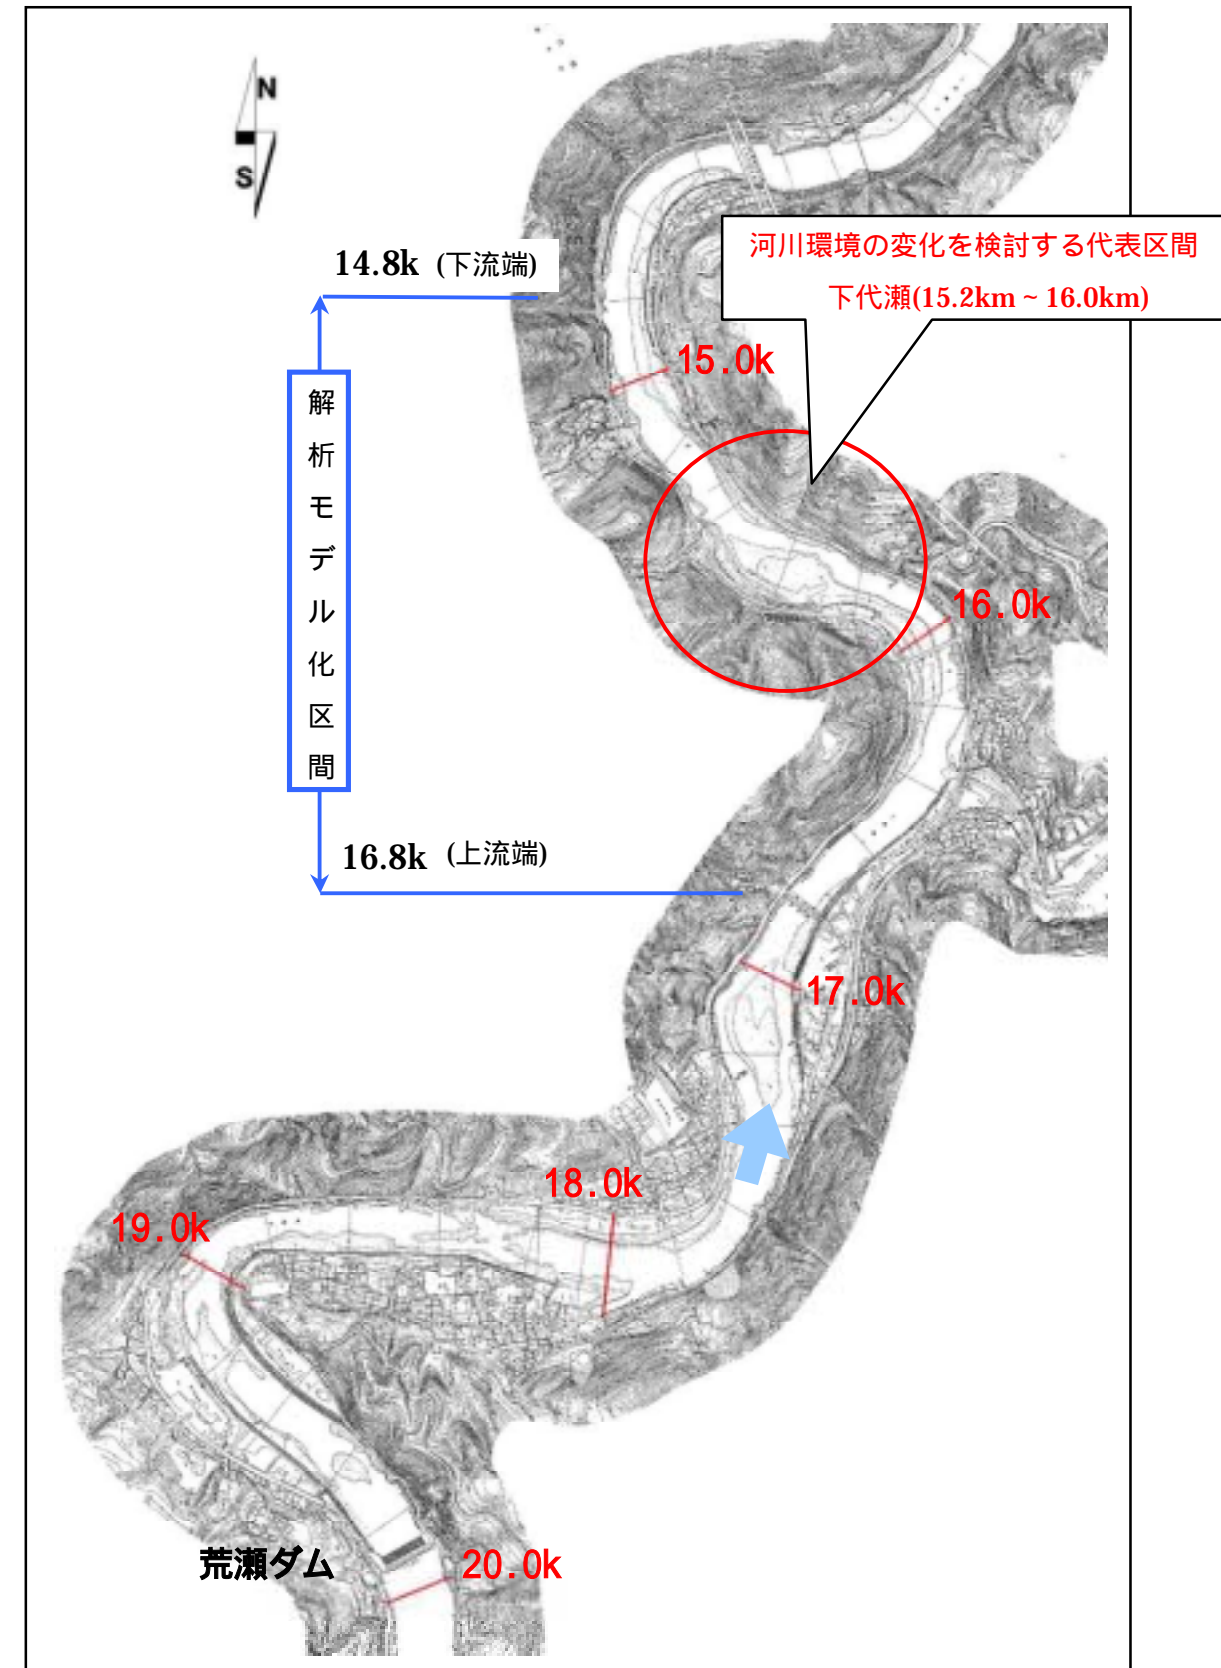 N
S
14.8k (下流端)
河川環境の変化を検討する代表区間
下代瀬(15.2km ~ 16.0km)
15.0k
解析モデル化区間
16.0k
16.8k (上流端)
17.0k
18.0k
19.0k
荒瀬ダム
20.0k